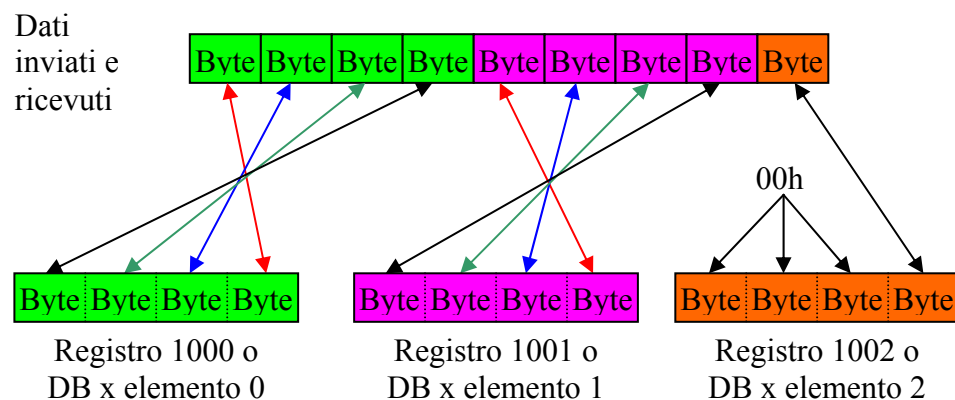 Dati
inviati e
ricevuti
Byte Byte Byte Byte Byte Byte Byte Byte Byte
00h
Byte Byte Byte Byte
Byte Byte Byte Byte
Byte Byte Byte Byte
Registro 1000 o
DB x elemento 0
Registro 1001 o
DB x elemento 1
Registro 1002 o
DB x elemento 2